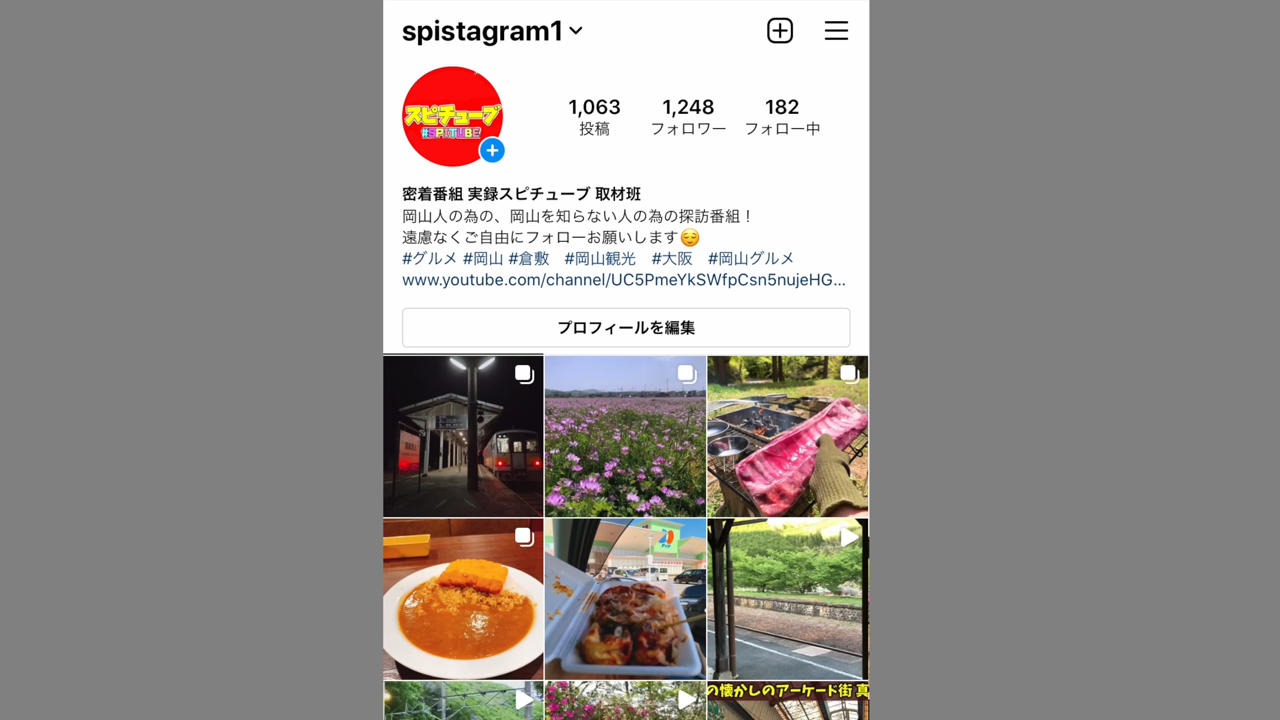 spistagram1
スピチューブ
#SPITUBE
1,063
投稿
1,248
フォロワー
182
フォロー中
密着番組 実録スピチューブ 取材班
岡山人の為の、岡山を知らない人の為の探訪番組！
遠慮なくご自由にフォローお願いします😌
#グルメ #岡山 #倉敷 #岡山観光 #大阪 #岡山グルメ
www.youtube.com/channel/UC5PmeYkSWfpCsn5nujeHG...
プロフィールを編集
の懐かしのアーケード街 真